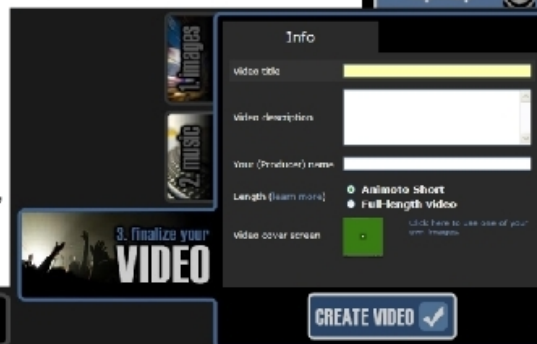 Info
1: images
Video title
Video description
2: music
Your (Producer) name
Length (learn more)
Animoto Short
Full-length video
Video cover screen
Click here to use one of your
own images.
3. finalize your
VIDEO
CREATE VIDEO